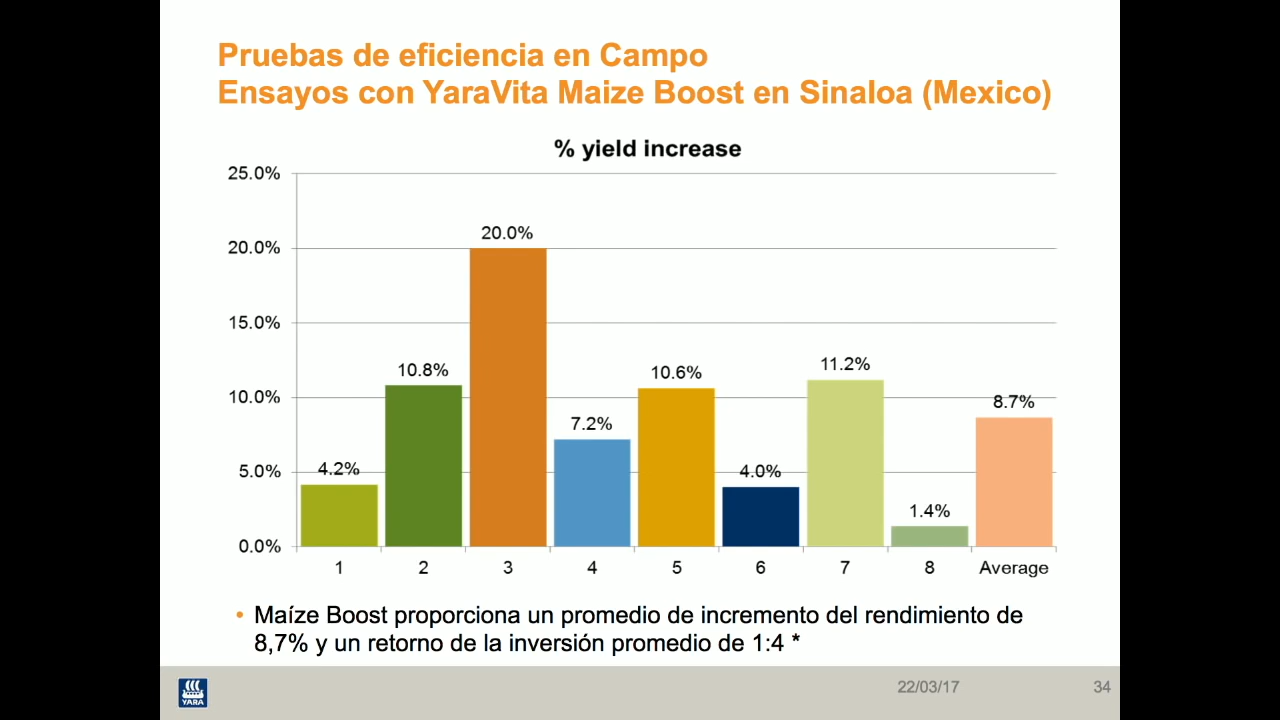 Pruebas de eficiencia en Campo
Ensayos con YaraVita Maize Boost en Sinaloa (Mexico)
% yield increase
25.0%
20.0%
15.0%
10.0%
5.0%
0.0%
4.2%
10.8%
20.0%
7.2%
10.6%
4.0%
11.2%
1.4%
8.7%
1 2 3 4 5 6 7 8 Average
• Maíze Boost proporciona un promedio de incremento del rendimiento de
8,7% y un retorno de la inversión promedio de 1:4 *
YARA
22/03/17
34